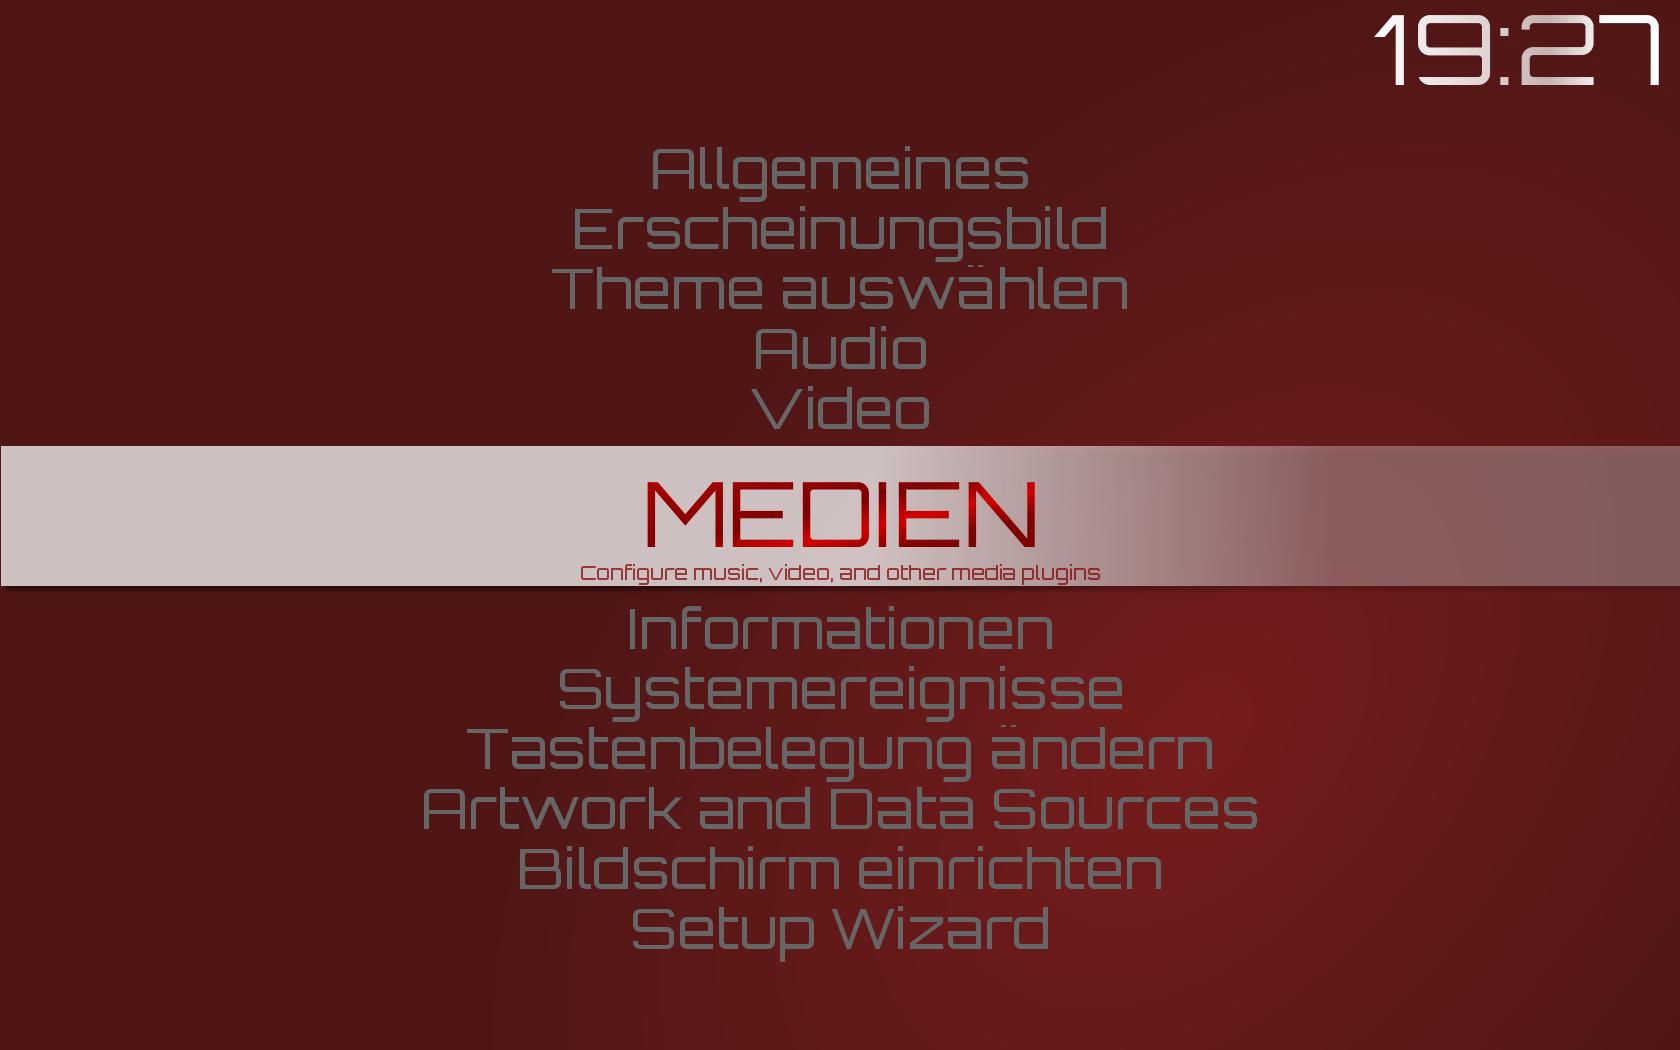 19:27
Allgemeines
Erscheinungsbild
Theme auswählen
Audio
Video
MEDIEN
Configure music, video, and other media plugins
Informationen
Systemereignisse
Tastenbelegung ändern
Artwork and Data Sources
Bildschirm einrichten
Setup Wizard